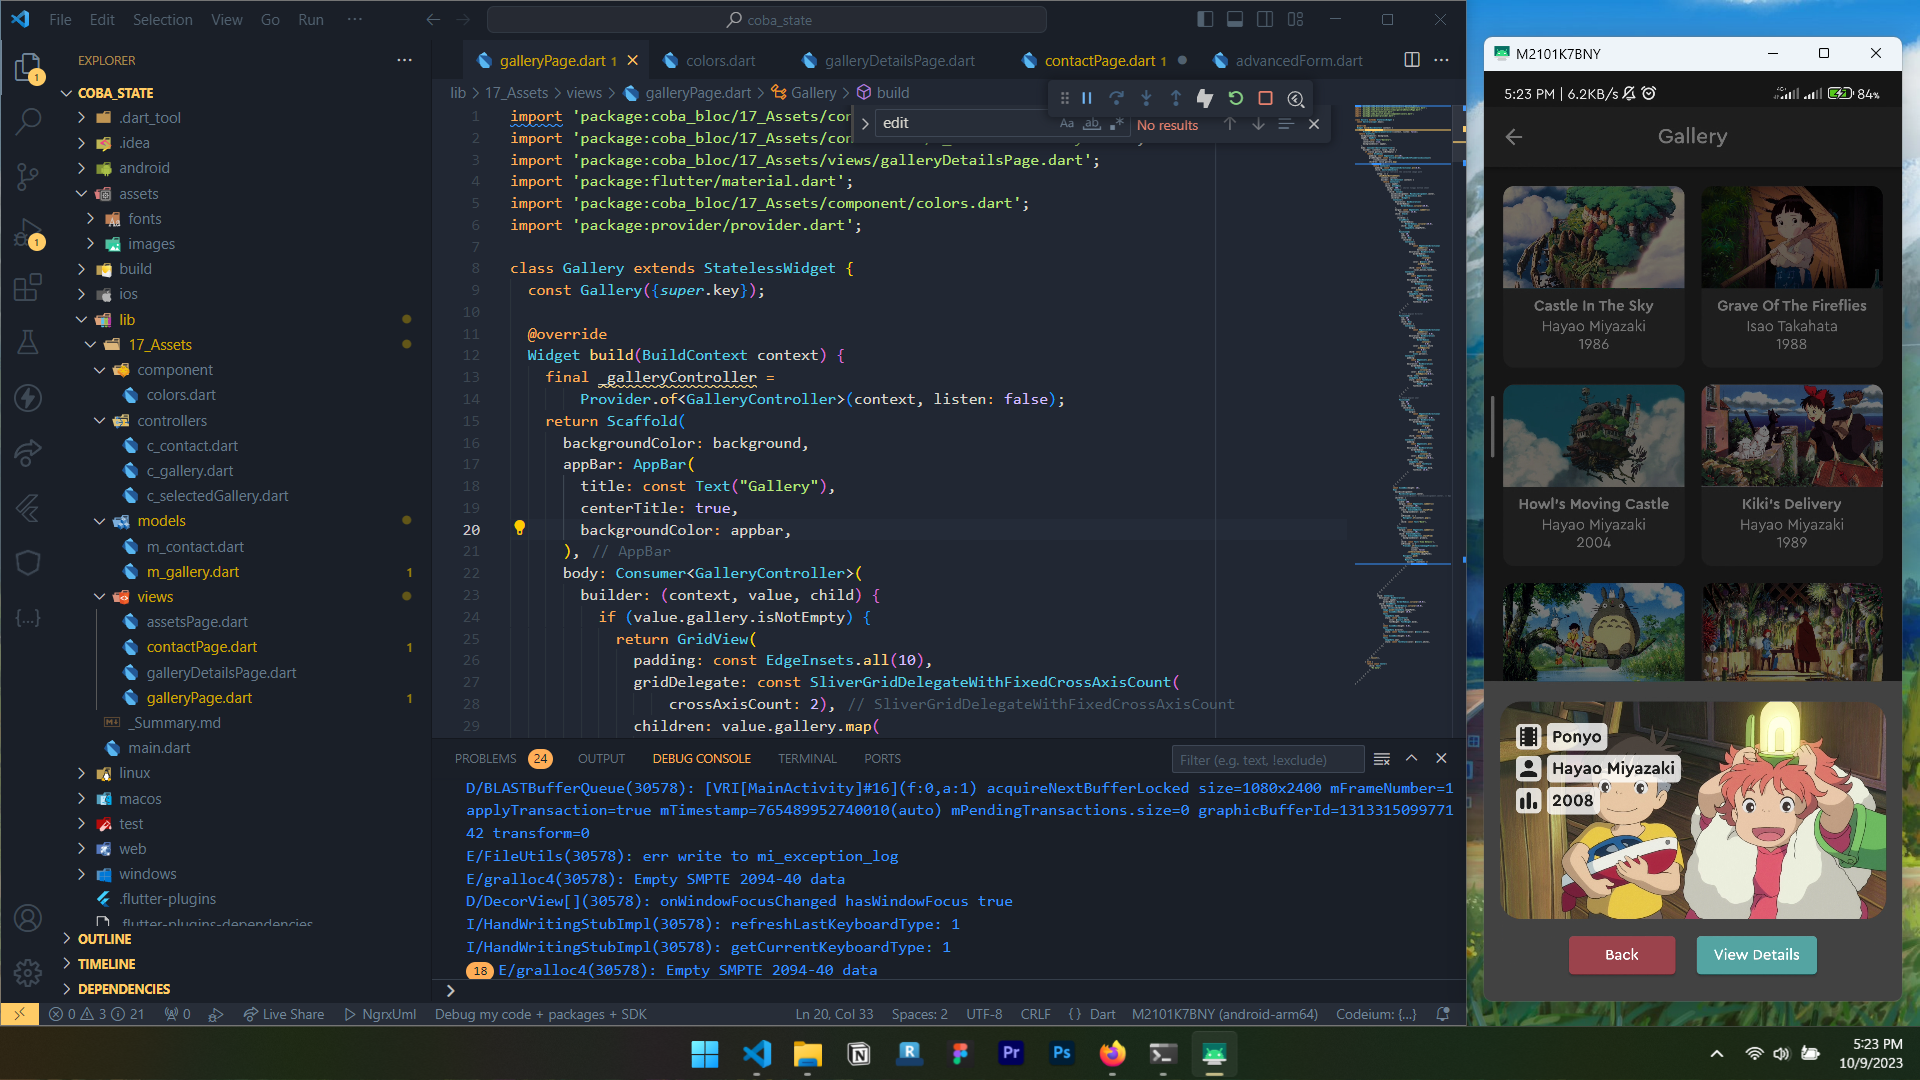 File Edit Selection View Go Run ···
coba_state
EXPLORER
COBA_STATE
.dart_tool
.idea
android
assets
fonts
images
build
ios
lib
17_Assets
component
colors.dart
controllers
c_contact.dart
c_gallery.dart
c_selectedGallery.dart
models
m_contact.dart
m_gallery.dart 1
views
assetsPage.dart
contactPage.dart 1
galleryDetailsPage.dart
galleryPage.dart 1
_Summary.md
main.dart
linux
macos
test
web
windows
.flutter-plugins
.flutter-plugins-dependencies
OUTLINE
TIMELINE
DEPENDENCIES
1
1
galleryPage.dart 1 colors.dart galleryDetailsPage.dart contactPage.dart 1 advancedForm.dart
lib > 17_Assets > views > galleryPage.dart > Gallery > build
edit Aa ab .* No results
1 import 'package:coba_bloc/17_Assets/con
2 import 'package:coba_bloc/17_Assets/con
3 import 'package:coba_bloc/17_Assets/views/galleryDetailsPage.dart';
4 import 'package:flutter/material.dart';
5 import 'package:coba_bloc/17_Assets/component/colors.dart';
6 import 'package:provider/provider.dart';
7
8 class Gallery extends StatelessWidget {
9 const Gallery({super.key});
10
11 @override
12 Widget build(BuildContext context) {
13 final _galleryController =
14 Provider.of<GalleryController>(context, listen: false);
15 return Scaffold(
16 backgroundColor: background,
17 appBar: AppBar(
18 title: const Text("Gallery"),
19 centerTitle: true,
20 backgroundColor: appbar,
21 ), // AppBar
22 body: Consumer<GalleryController>(
23 builder: (context, value, child) {
24 if (value.gallery.isNotEmpty) {
25 return GridView(
26 padding: const EdgeInsets.all(10),
27 gridDelegate: const SliverGridDelegateWithFixedCrossAxisCount(
28 crossAxisCount: 2), // SliverGridDelegateWithFixedCrossAxisCount
29 children: value.gallery.map(
PROBLEMS 24 OUTPUT DEBUG CONSOLE TERMINAL PORTS Filter (e.g. text, !exclude)
D/BLASTBufferQueue(30578): [VRI[MainActivity]#16](f:0,a:1) acquireNextBufferLocked size=1080x2400 mFrameNumber=1
applyTransaction=true mTimestamp=765489952740010(auto) mPendingTransactions.size=0 graphicBufferId=1313315099771
42 transform=0
E/FileUtils(30578): err write to mi_exception_log
E/gralloc4(30578): Empty SMPTE 2094-40 data
D/DecorView[](30578): onWindowFocusChanged hasWindowFocus true
I/HandWritingStubImpl(30578): refreshLastKeyboardType: 1
I/HandWritingStubImpl(30578): getCurrentKeyboardType: 1
18 E/gralloc4(30578): Empty SMPTE 2094-40 data
0 3 21 0 Live Share NgrxUml Debug my code + packages + SDK Ln 20, Col 33 Spaces: 2 UTF-8 CRLF {} Dart M2101K7BNY (android-arm64) Codeium: {...}
M2101K7BNY
5:23 PM | 6.2KB/s 84%
Gallery
Castle In The Sky
Hayao Miyazaki
1986
Grave Of The Fireflies
Isao Takahata
1988
Howl's Moving Castle
Hayao Miyazaki
2004
Kiki's Delivery
Hayao Miyazaki
1989
Ponyo
Hayao Miyazaki
2008
Back View Details
R Pr Ps
5:23 PM
10/9/2023